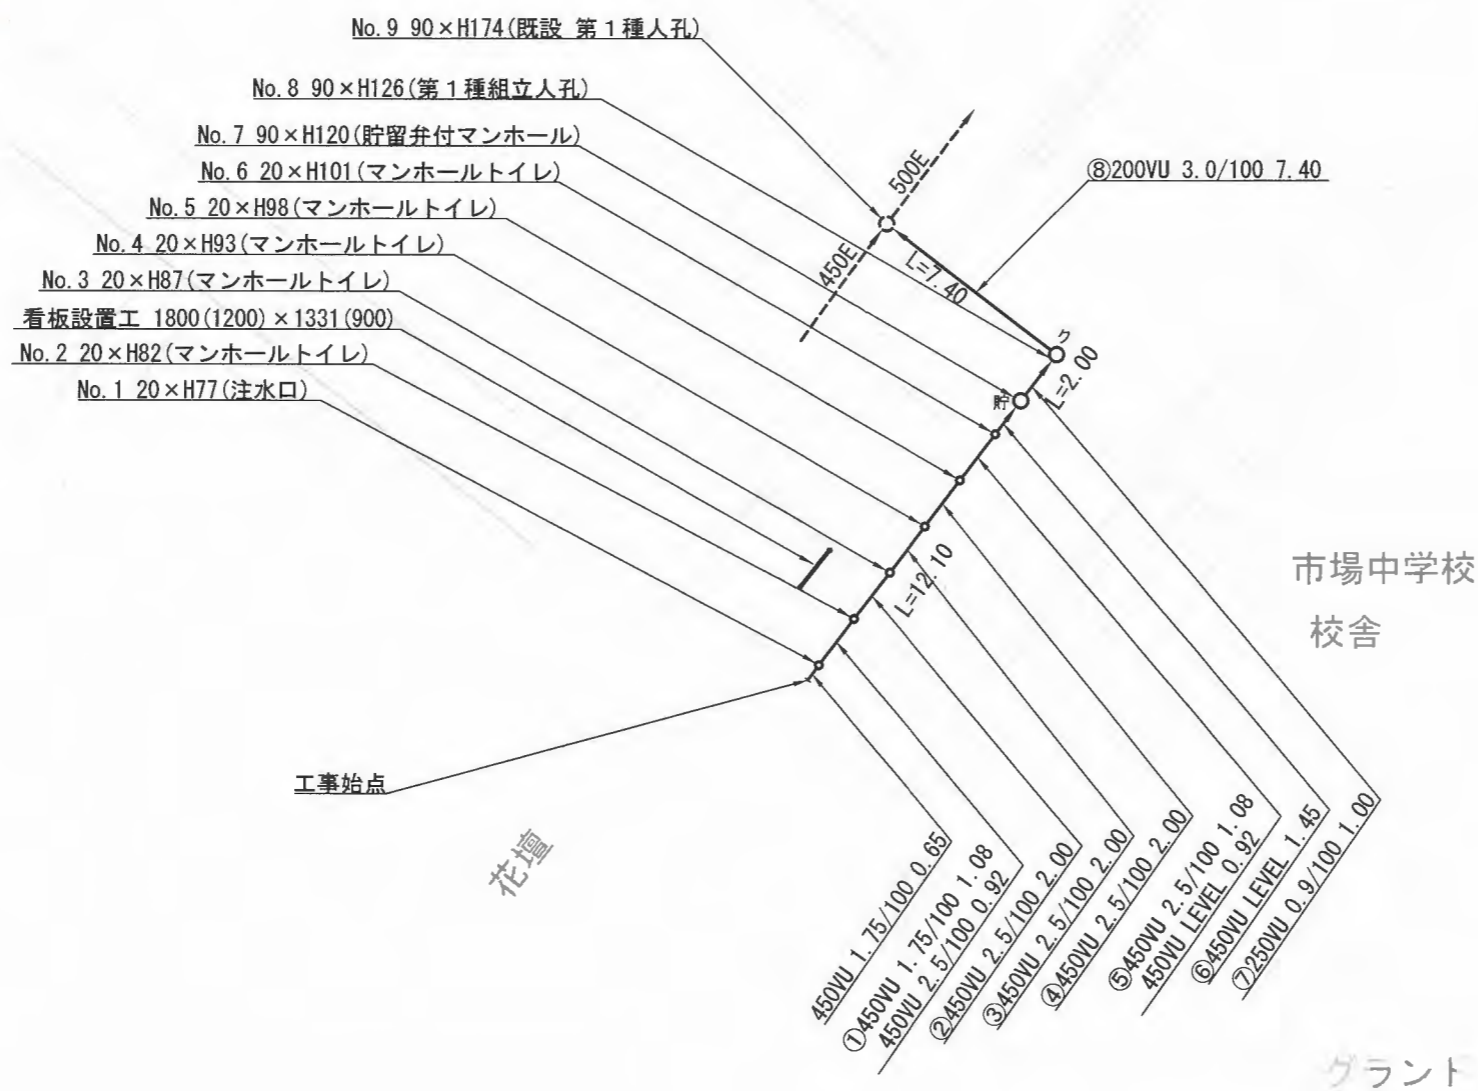 No.9 90×H174(既設 第1種人孔)
No.8 90×H126(第1種組立人孔)
No.7 90×H120(貯留弁付マンホール)
No.6 20×H101(マンホールトイレ)
No.5 20×H98(マンホールトイレ)
No.4 20×H93(マンホールトイレ)
No.3 20×H87(マンホールトイレ)
看板設置工 1800(1200)×1331(900)
No.2 20×H82(マンホールトイレ)
No.1 20×H77(注水口)
500E
450E
⑧200VU 3.0/100 7.40
L=7.40
ク
L=2.00
貯
L=12.10
市場中学校
校舎
工事始点
花壇
450VU 1.75/100 0.65
①450VU 1.75/100 1.08
450VU 2.5/100 0.92
②450VU 2.5/100 2.00
③450VU 2.5/100 2.00
④450VU 2.5/100 2.00
⑤450VU 2.5/100 1.08
450VU LEVEL 0.92
⑥450VU LEVEL 1.45
⑦250VU 0.9/100 1.00
グラント